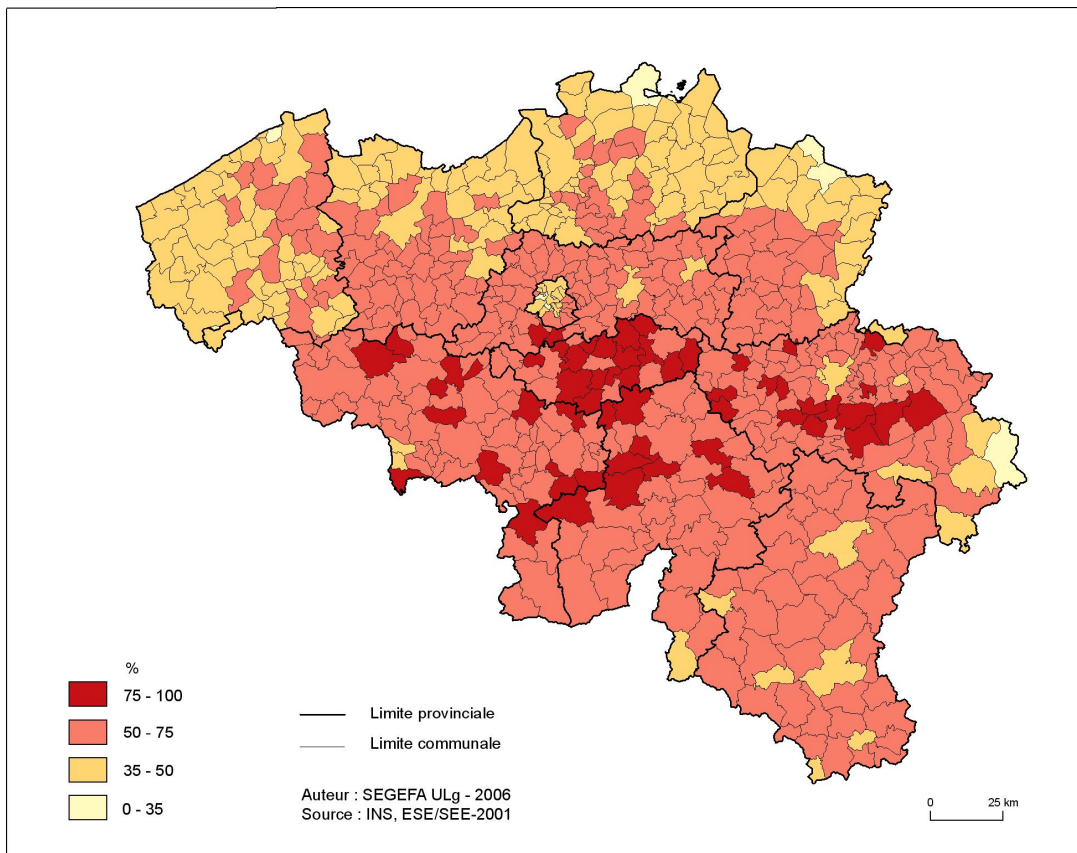 %
75 - 100
50 - 75
35 - 50
0 - 35
Limite provinciale
Limite communale
Auteur : SEGEFA ULg - 2006
Source : INS, ESE/SEE-2001
0 25 km